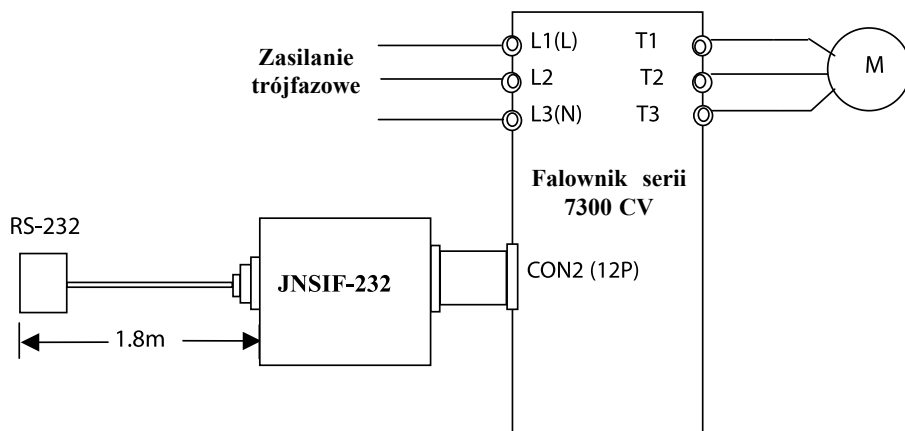 Zasilanie
trójfazowe
L1(L)
L2
L3(N)
T1
T2
T3
M
Falownik serii
7300 CV
RS-232
JNSIF-232
CON2 (12P)
1.8m